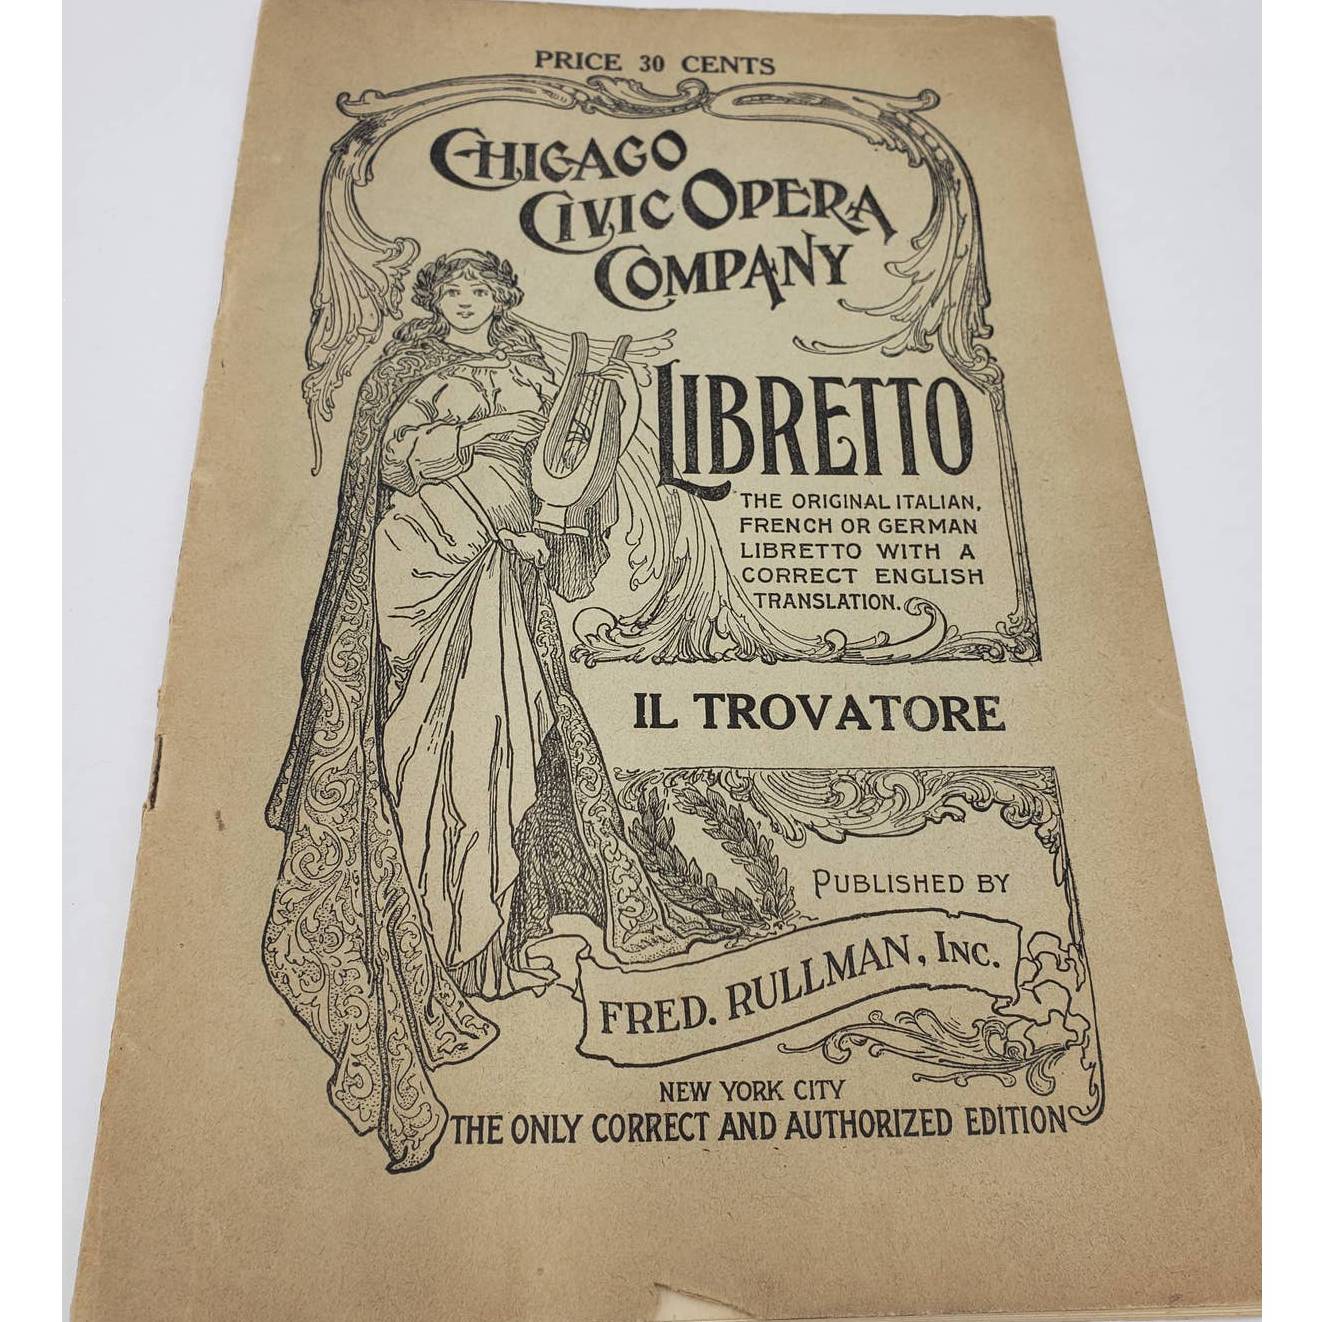 PRICE 30 CENTS
CHICAGO
CIVIC OPERA
COMPANY
LIBRETTO
THE ORIGINAL ITALIAN,
FRENCH OR GERMAN
LIBRETTO WITH A
CORRECT ENGLISH
TRANSLATION.
IL TROVATORE
PUBLISHED BY
FRED. RULLMAN, INC.
NEW YORK CITY
THE ONLY CORRECT AND AUTHORIZED EDITION